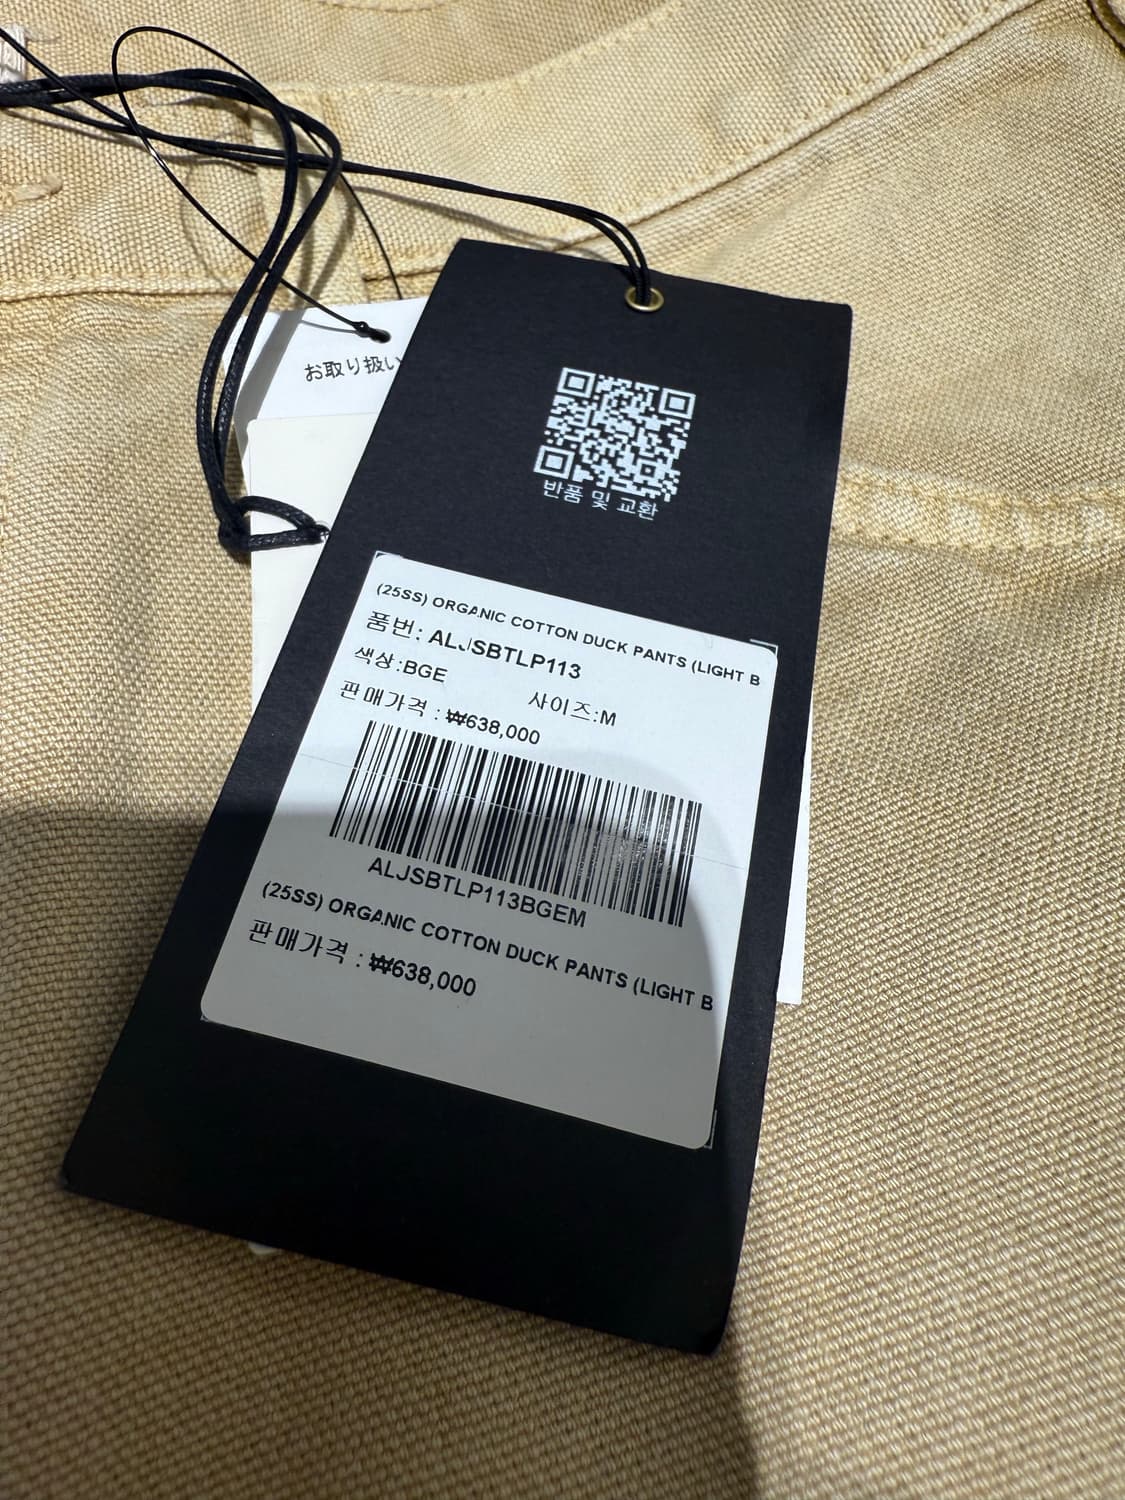 お取り扱い
반품 및 교환
(25SS) ORGANIC COTTON DUCK PANTS (LIGHT B
품번: ALJSBTLP113
색상:BGE 사이즈:M
판매가격 : ₩638,000
ALJSBTLP113BGEM
(25SS) ORGANIC COTTON DUCK PANTS (LIGHT B
판매가격 : ₩638,000